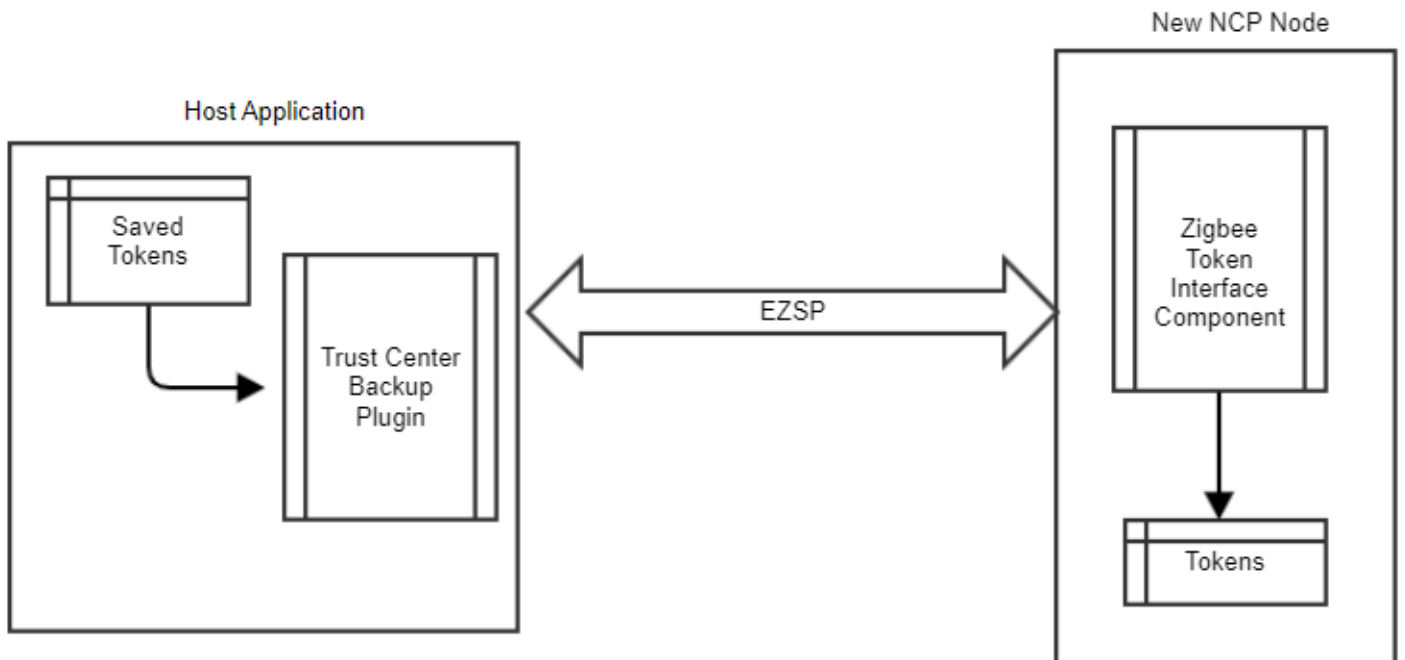 New NCP Node
Host Application
Saved
Tokens
Trust Center
Backup
Plugin
EZSP
Zigbee
Token
Interface
Component
Tokens